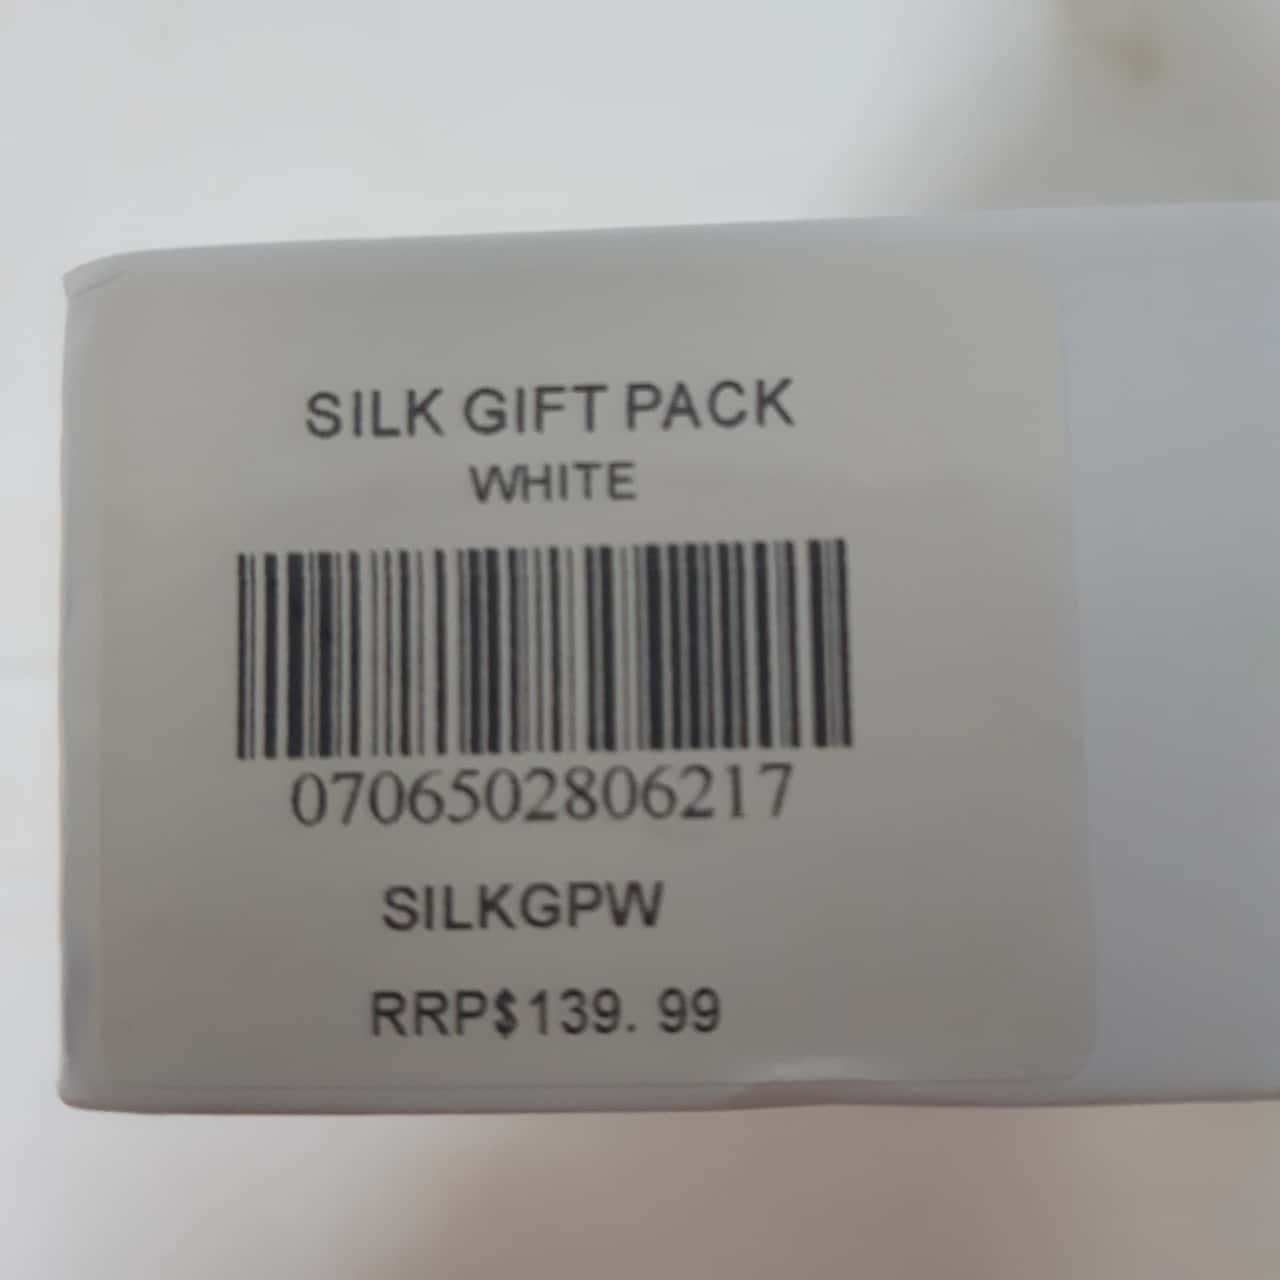 SILK GIFT PACK
WHITE
0706502806217
SILKGPW
RRP$139. 99